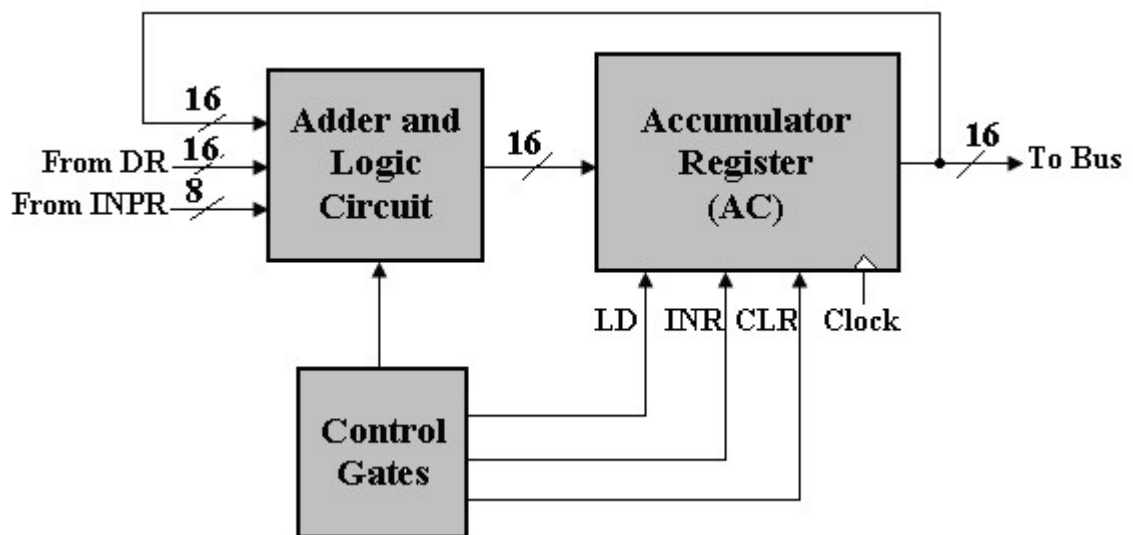 16
Adder and
Logic
Circuit
From DR
16
From INPR
8
16
Accumulator
Register
(AC)
16
To Bus
LD
INR
CLR
Clock
Control
Gates